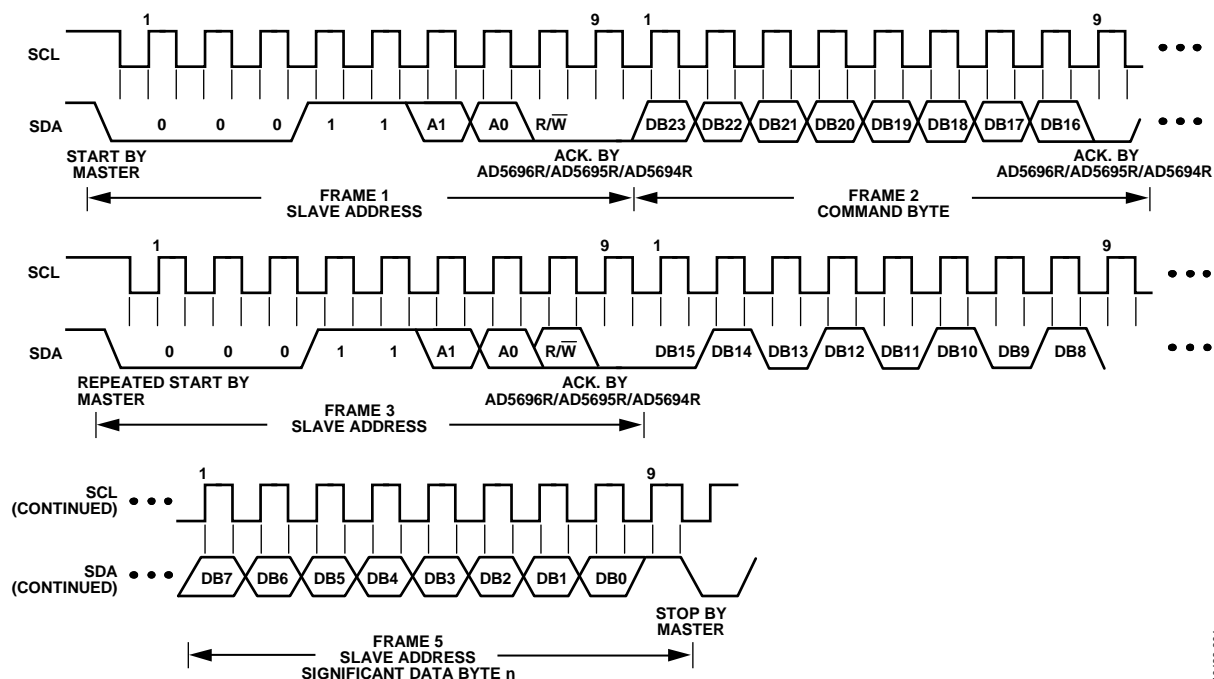 1 9 1 9
SCL
SDA 0 0 0 1 1 A1 A0 R/W DB23 DB22 DB21 DB20 DB19 DB18 DB17 DB16
START BY
MASTER
ACK. BY
AD5696R/AD5695R/AD5694R
ACK. BY
AD5696R/AD5695R/AD5694R
FRAME 1
SLAVE ADDRESS
FRAME 2
COMMAND BYTE
1 9 1 9
SCL
SDA 0 0 0 1 1 A1 A0 R/W DB15 DB14 DB13 DB12 DB11 DB10 DB9 DB8
REPEATED START BY
MASTER
ACK. BY
AD5696R/AD5695R/AD5694R
FRAME 3
SLAVE ADDRESS
1 9
SCL
(CONTINUED)
SDA
(CONTINUED)
DB7 DB6 DB5 DB4 DB3 DB2 DB1 DB0
STOP BY
MASTER
FRAME 5
SLAVE ADDRESS
SIGNIFICANT DATA BYTE n